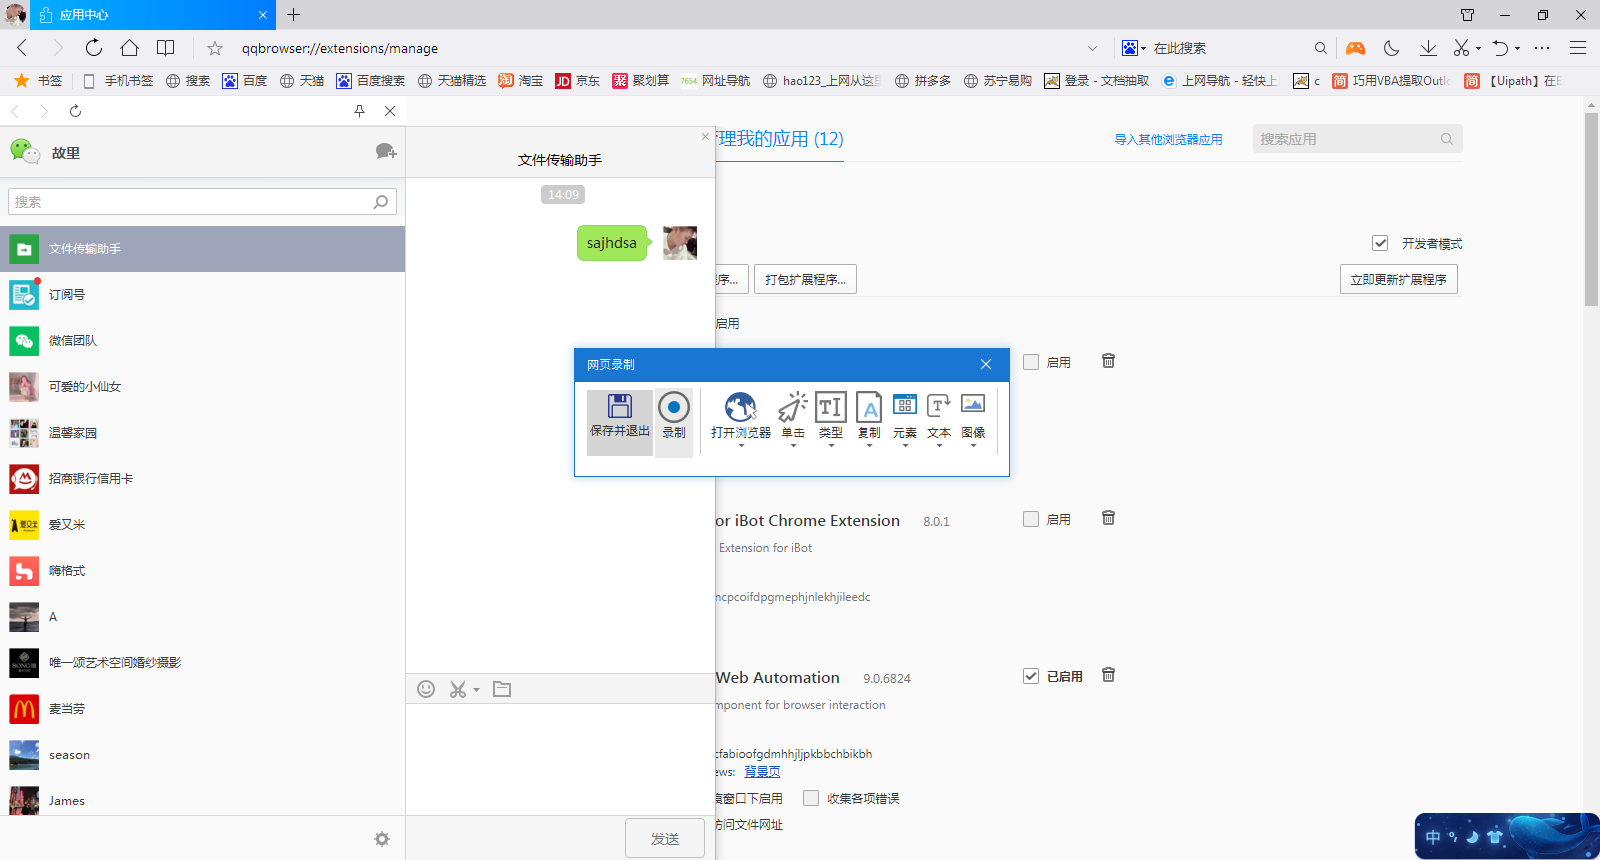 应用中心
qqbrowser://extensions/manage
在此搜索
书签 手机书签 搜索 百度 天猫 百度搜索 天猫精选 淘 淘宝 JD 京东 聚 聚划算 7654 网址导航 hao123_上网从这里 拼多多 苏宁易购 登录 - 文档抽取 上网导航 - 轻快上 c 简 巧用VBA提取Outlo 简 【Uipath】在E
故里
搜索
文件传输助手
订阅号
微信团队
可爱的小仙女
温馨家园
招商银行信用卡
爱又米
嗨格式
A
唯一颂艺术空间婚纱摄影
麦当劳
season
James
文件传输助手
14:09
sajhdsa
发送
理我的应用 (12)
导入其他浏览器应用
搜索应用
开发者模式
序...
打包扩展程序...
立即更新扩展程序
启用
启用
网页录制
保存并退出 录制 打开浏览器 单击 类型 复制 元素 文本 图像
or iBot Chrome Extension 8.0.1
启用
Extension for iBot
ncpcoifdpgmephjnlekhjileedc
Web Automation 9.0.6824
已启用
mponent for browser interaction
cfabioofgdmhhjljpkbbchbikbh
ews: 背景页
窗口下启用 收集各项错误
访问文件网址
中